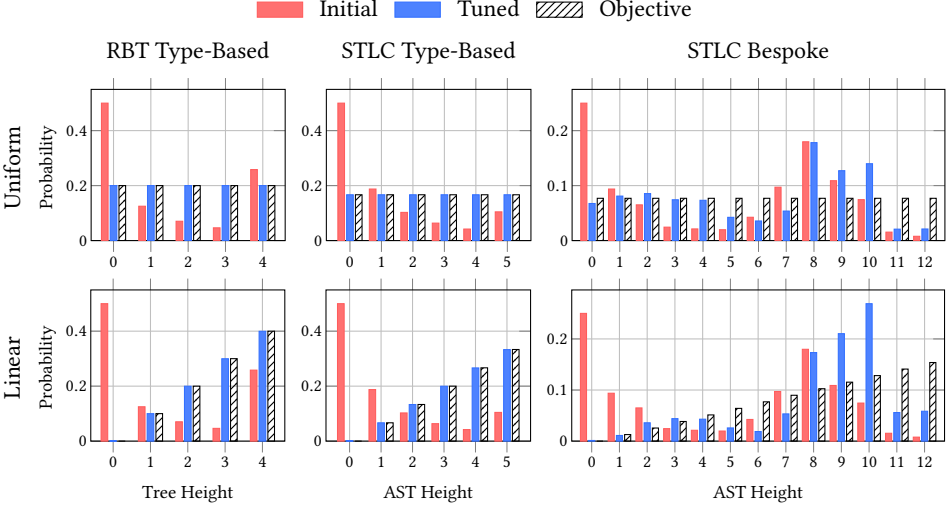 Initial Tuned Objective
RBT Type-Based STLC Type-Based STLC Bespoke
Uniform
Probability
0.4
0.2
0
0 1 2 3 4
0.4
0.2
0
0 1 2 3 4 5
0.2
0.1
0
0 1 2 3 4 5 6 7 8 9 10 11 12
Linear
Probability
0.4
0.2
0
0 1 2 3 4
Tree Height
0.4
0.2
0
0 1 2 3 4 5
AST Height
0.2
0.1
0
0 1 2 3 4 5 6 7 8 9 10 11 12
AST Height